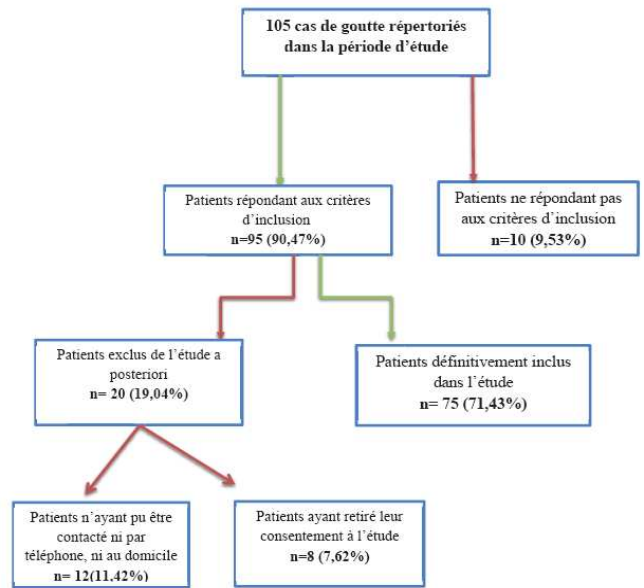 105 cas de goutte répertoriés
dans la période d'étude
Patients répondant aux critères
d'inclusion
n=95 (90,47%)
Patients ne répondant pas
aux critères d'inclusion
n=10 (9,53%)
Patients exclus de l'étude a
posteriori
n= 20 (19,04%)
Patients définitivement inclus
dans l'étude
n= 75 (71,43%)
Patients n'ayant pu être
contacté ni par
téléphone, ni au domicile
n= 12(11,42%)
Patients ayant retiré leur
consentement à l'étude
n=8 (7,62%)